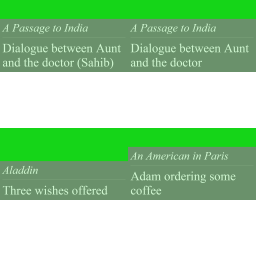 A Passage to India
Dialogue between Aunt
and the doctor (Sahib)
A Passage to India
Dialogue between Aunt
and the doctor
Aladdin
Three wishes offered
An American in Paris
Adam ordering some
coffee